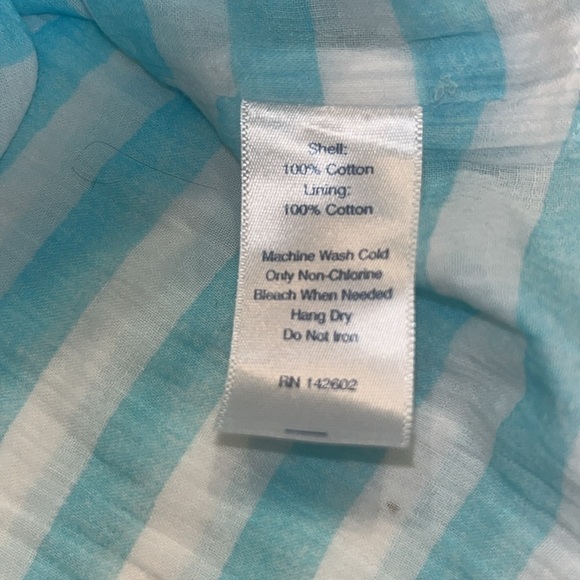 Shell:
100% Cotton
Lining:
100% Cotton
Machine Wash Cold
Only Non-Chlorine
Bleach When Needed
Hang Dry
Do Not Iron
RN 142602